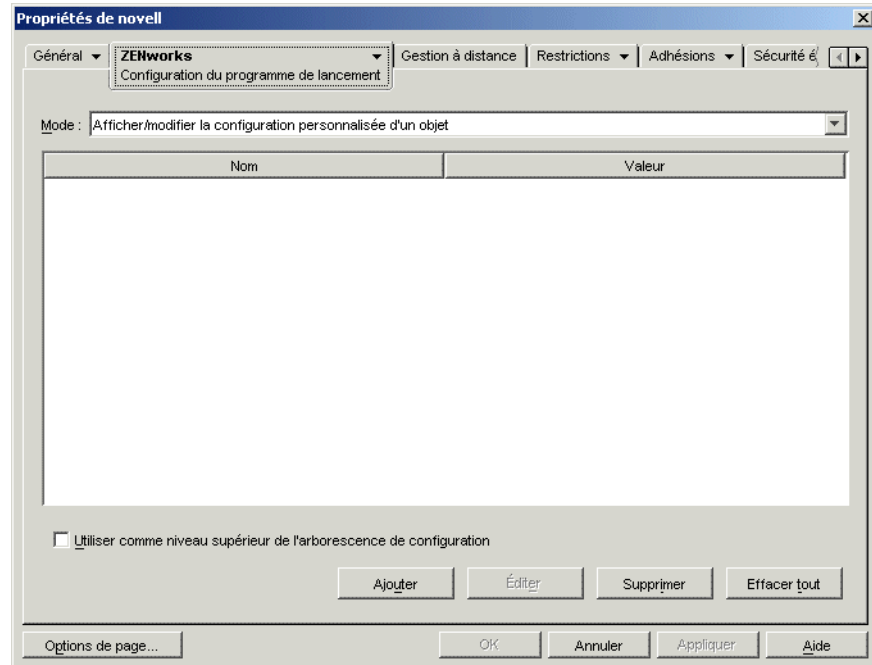 Propriétés de novell
Général
ZENworks
Configuration du programme de lancement
Gestion à distance
Restrictions
Adhésions
Sécurité é
Mode : Afficher/modifier la configuration personnalisée d'un objet
Nom Valeur
Utiliser comme niveau supérieur de l'arborescence de configuration
Ajouter Éditer Supprimer Effacer tout
Options de page... OK Annuler Appliquer Aide